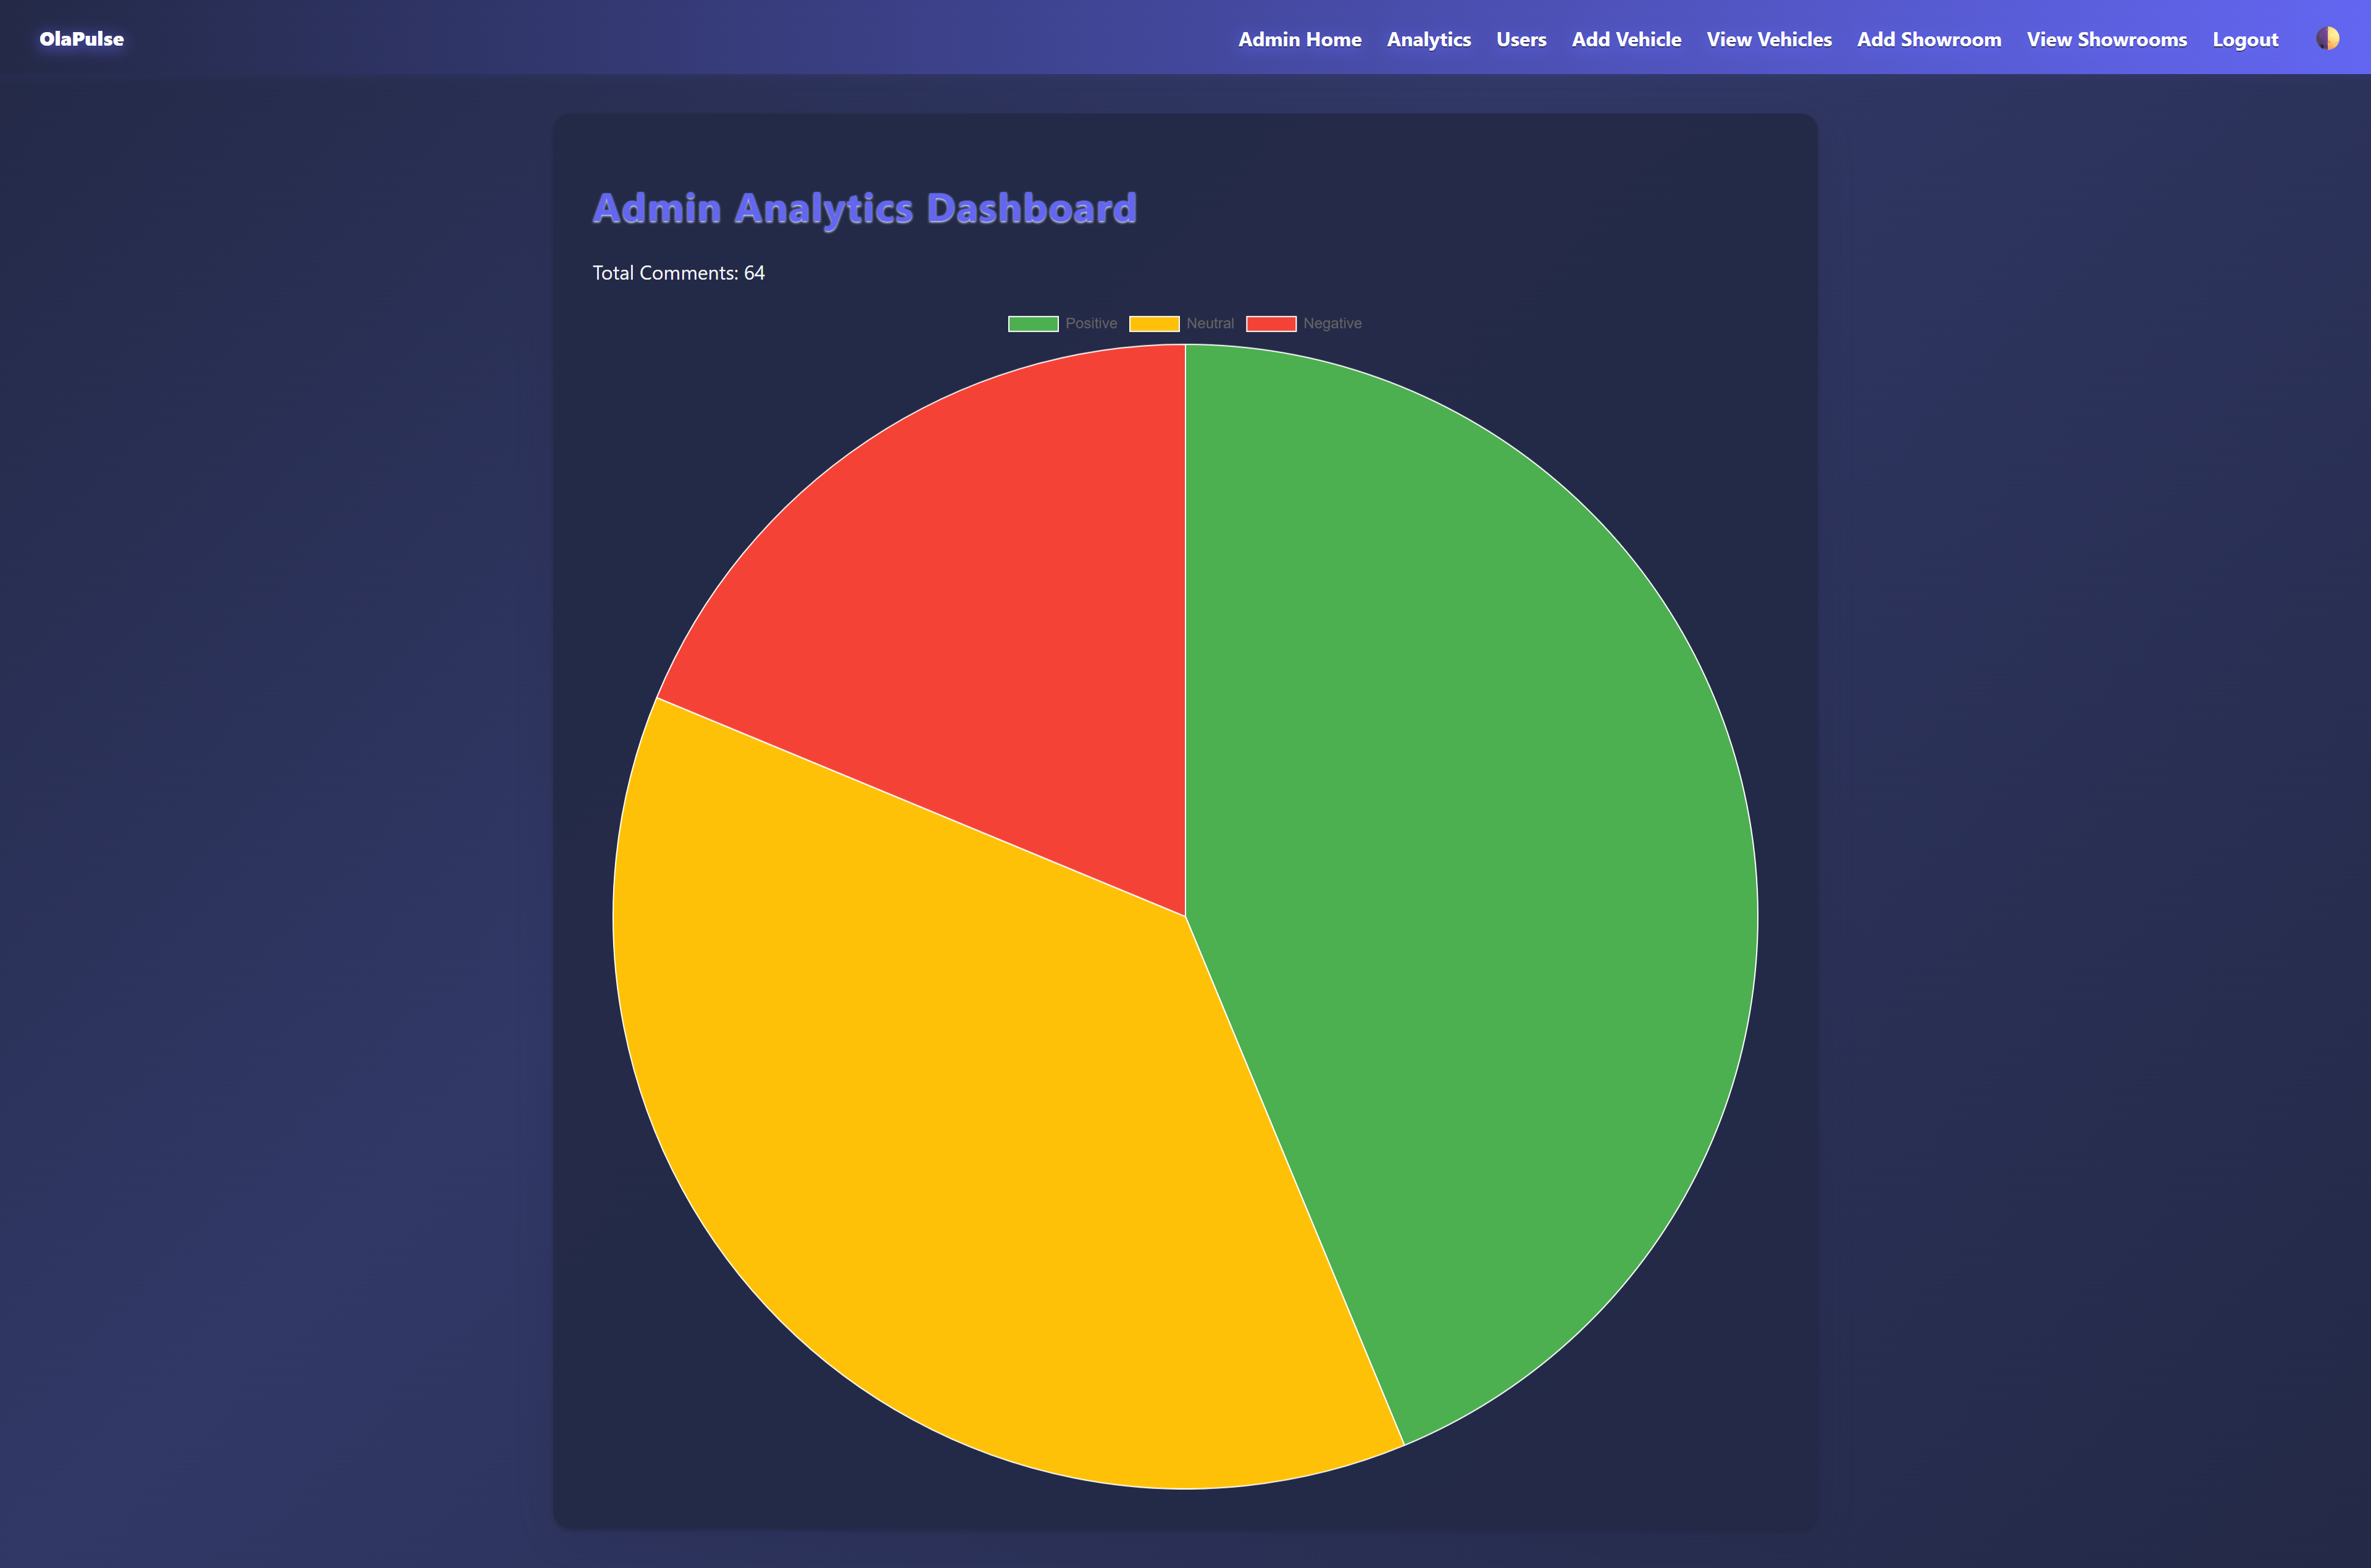 OlaPulse
Admin Home Analytics Users Add Vehicle View Vehicles Add Showroom View Showrooms Logout
Admin Analytics Dashboard
Total Comments: 64
Positive Neutral Negative